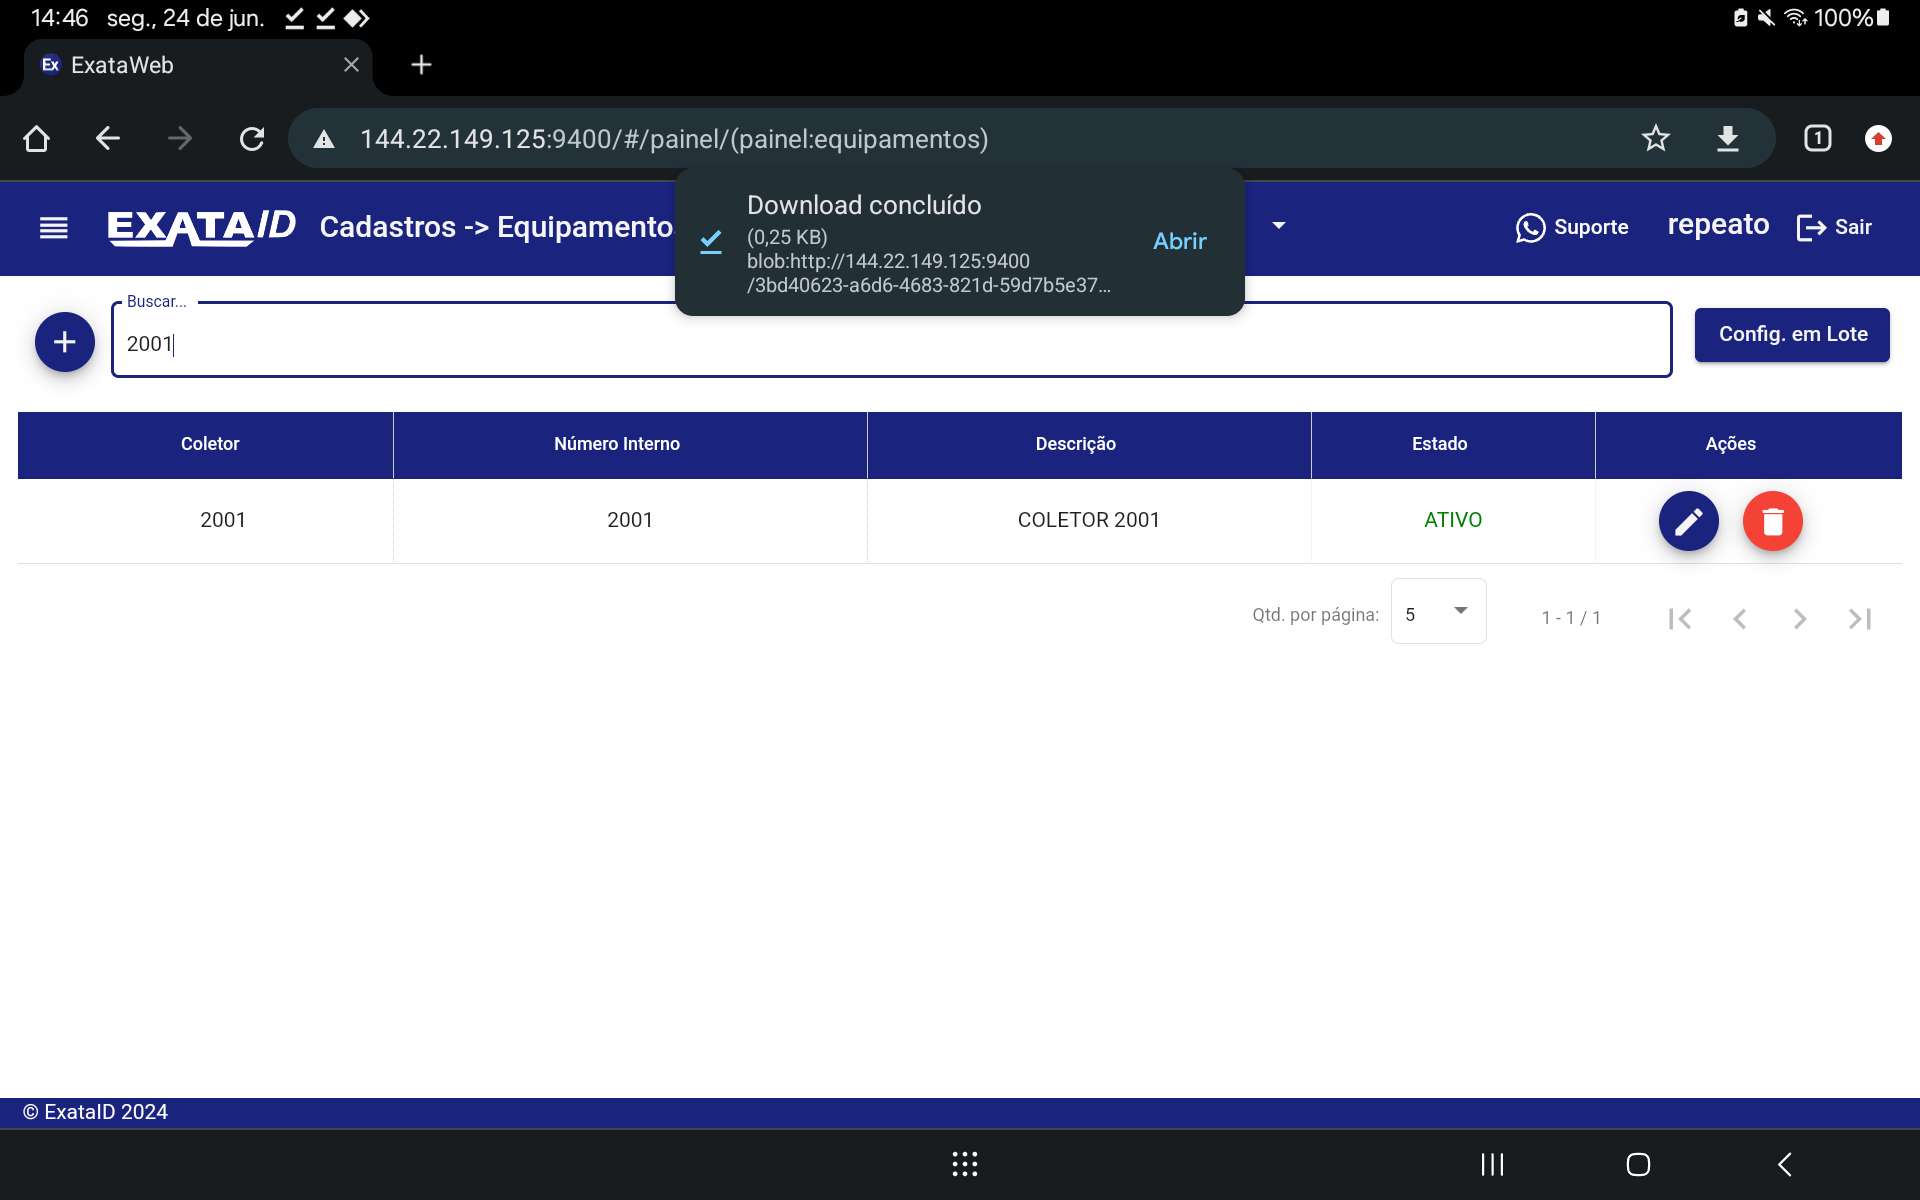 14:46 seg., 24 de jun. 100%
Ex ExataWeb
144.22.149.125:9400/#/painel/(painel:equipamentos) 1
EXATAID Cadastros -> Equipamento Suporte repeato Sair
Download concluído
(0,25 KB)
blob:http://144.22.149.125:9400
/3bd40623-a6d6-4683-821d-59d7b5e37...
Abrir
Buscar...
2001
Config. em Lote
Coletor Número Interno Descrição Estado Ações
2001 2001 COLETOR 2001 ATIVO
Qtd. por página: 5 1 - 1 / 1
© ExataID 2024